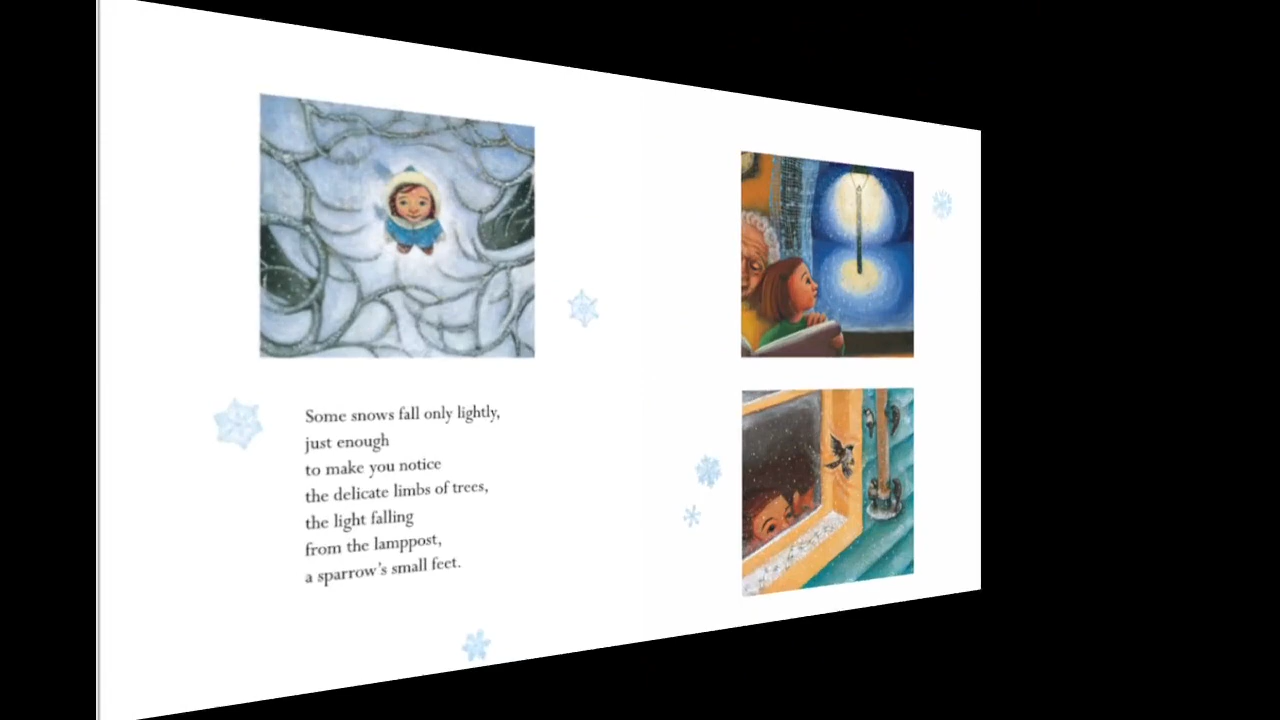 Some snows fall only lightly,
just enough
to make you notice
the delicate limbs of trees,
the light falling
from the lamppost,
a sparrow's small feet.